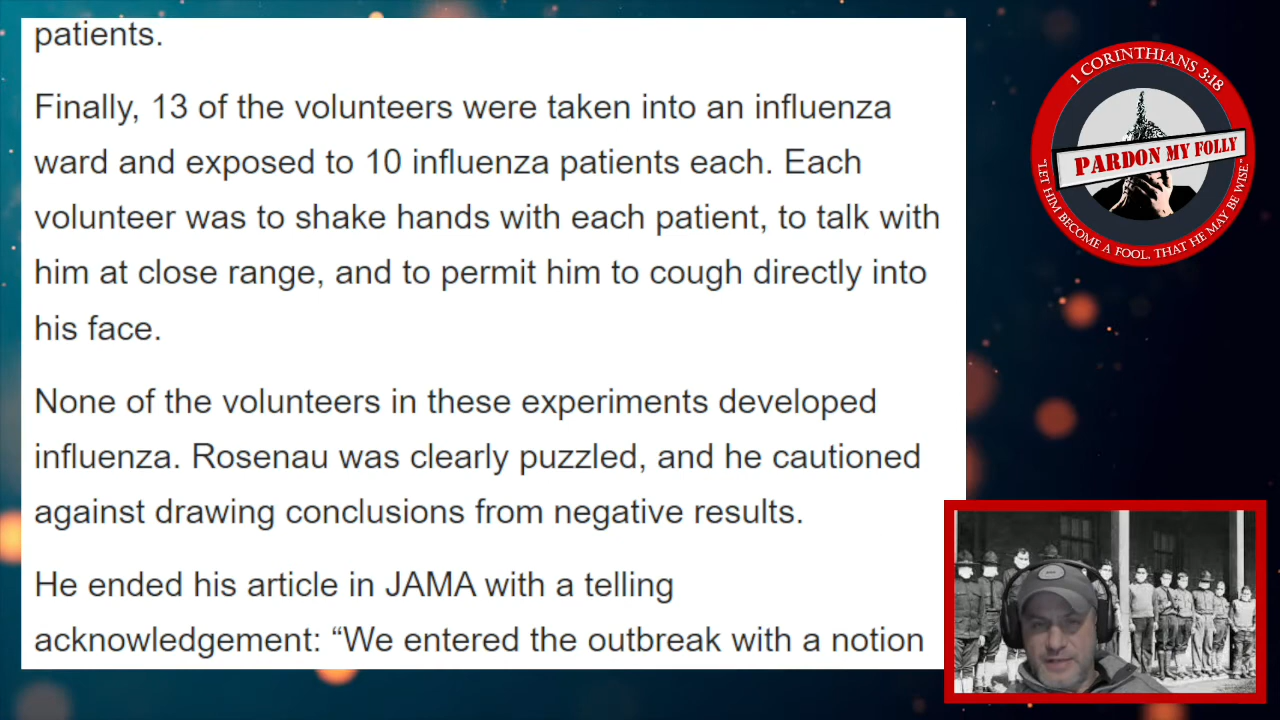 patients.
Finally, 13 of the volunteers were taken into an influenza
ward and exposed to 10 influenza patients each. Each
volunteer was to shake hands with each patient, to talk with
him at close range, and to permit him to cough directly into
his face.
None of the volunteers in these experiments developed
influenza. Rosenau was clearly puzzled, and he cautioned
against drawing conclusions from negative results.
He ended his article in JAMA with a telling
acknowledgement: “We entered the outbreak with a notion
1 CORINTHIANS 3:18
PARDON MY FOLLY
"LET HIM BECOME A FOOL, THAT HE MAY BE WISE"